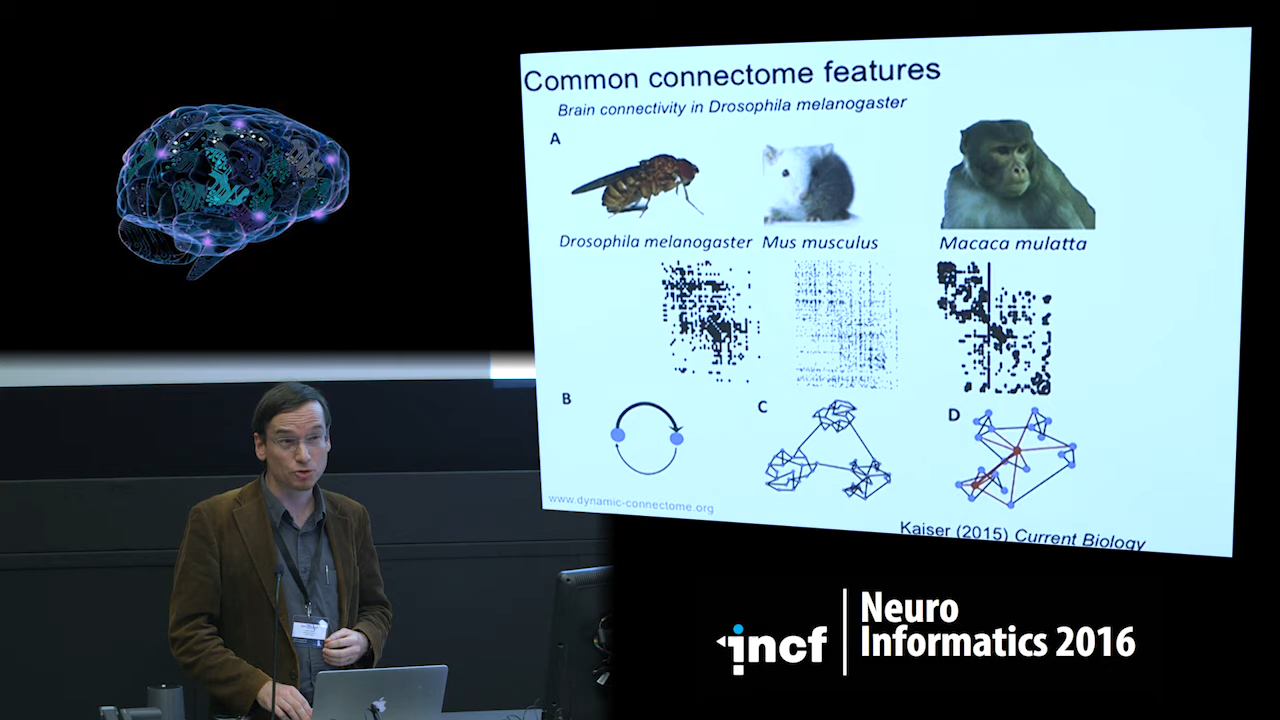 Common connectome features
Brain connectivity in Drosophila melanogaster
A
Drosophila melanogaster Mus musculus Macaca mulatta
B C D
www.dynamic-connectome.org
Kaiser (2015) Current Biology
incf
Neuro
Informatics 2016